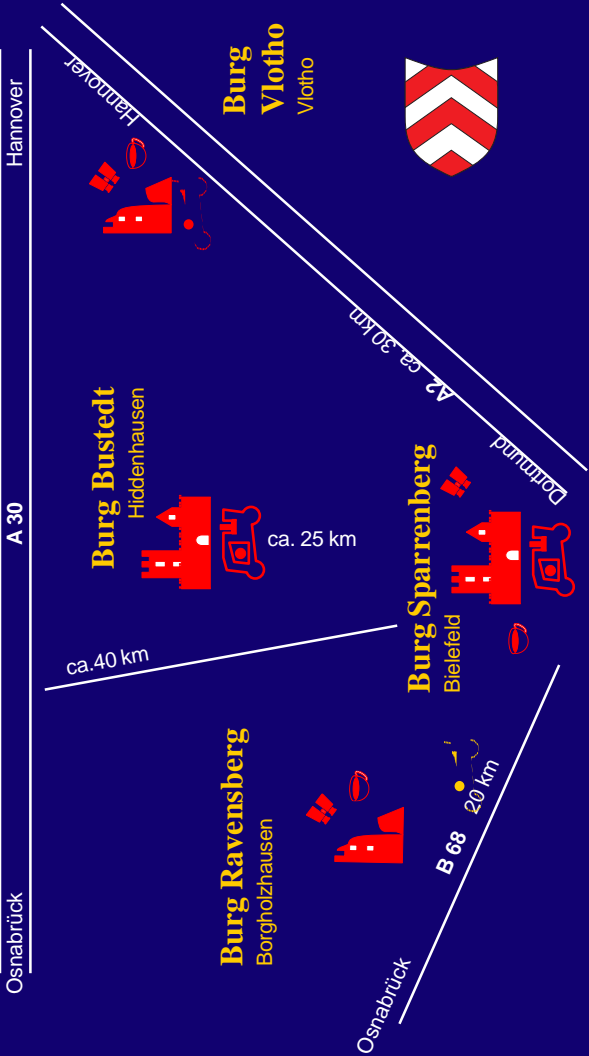 Osnabrück
A 30
Hannover
Hannover
Burg
Vlotho
Vlotho
A2 ca. 30 km
Dortmund
Burg Bustedt
Hiddenhausen
ca. 25 km
ca.40 km
Burg Sparrenberg
Bielefeld
Burg Ravensberg
Borgholzhausen
Osnabrück
B 68 20 km